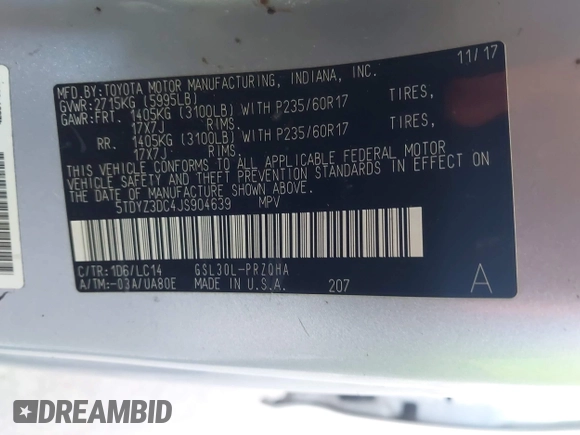 11/17
MFD.BY:TOYOTA MOTOR MANUFACTURING, INDIANA, INC.
GVWR:2715KG (5995LB)
GAWR:FRT. 1405KG (3100LB) WITH P235/60R17 TIRES,
17X7J RIMS.
RR. 1405KG (3100LB) WITH P235/60R17 TIRES,
17X7J RIMS.
THIS VEHICLE CONFORMS TO ALL APPLICABLE FEDERAL MOTOR
VEHICLE SAFETY AND THEFT PREVENTION STANDARDS IN EFFECT ON
THE DATE OF MANUFACTURE SHOWN ABOVE.
5TDYZ3DC4JS904639 MPV
C/TR:1D6/LC14 GSL30L-PRZQHA
A/TM:-03A/UA80E MADE IN U.S.A. 207
A
DREAMBID